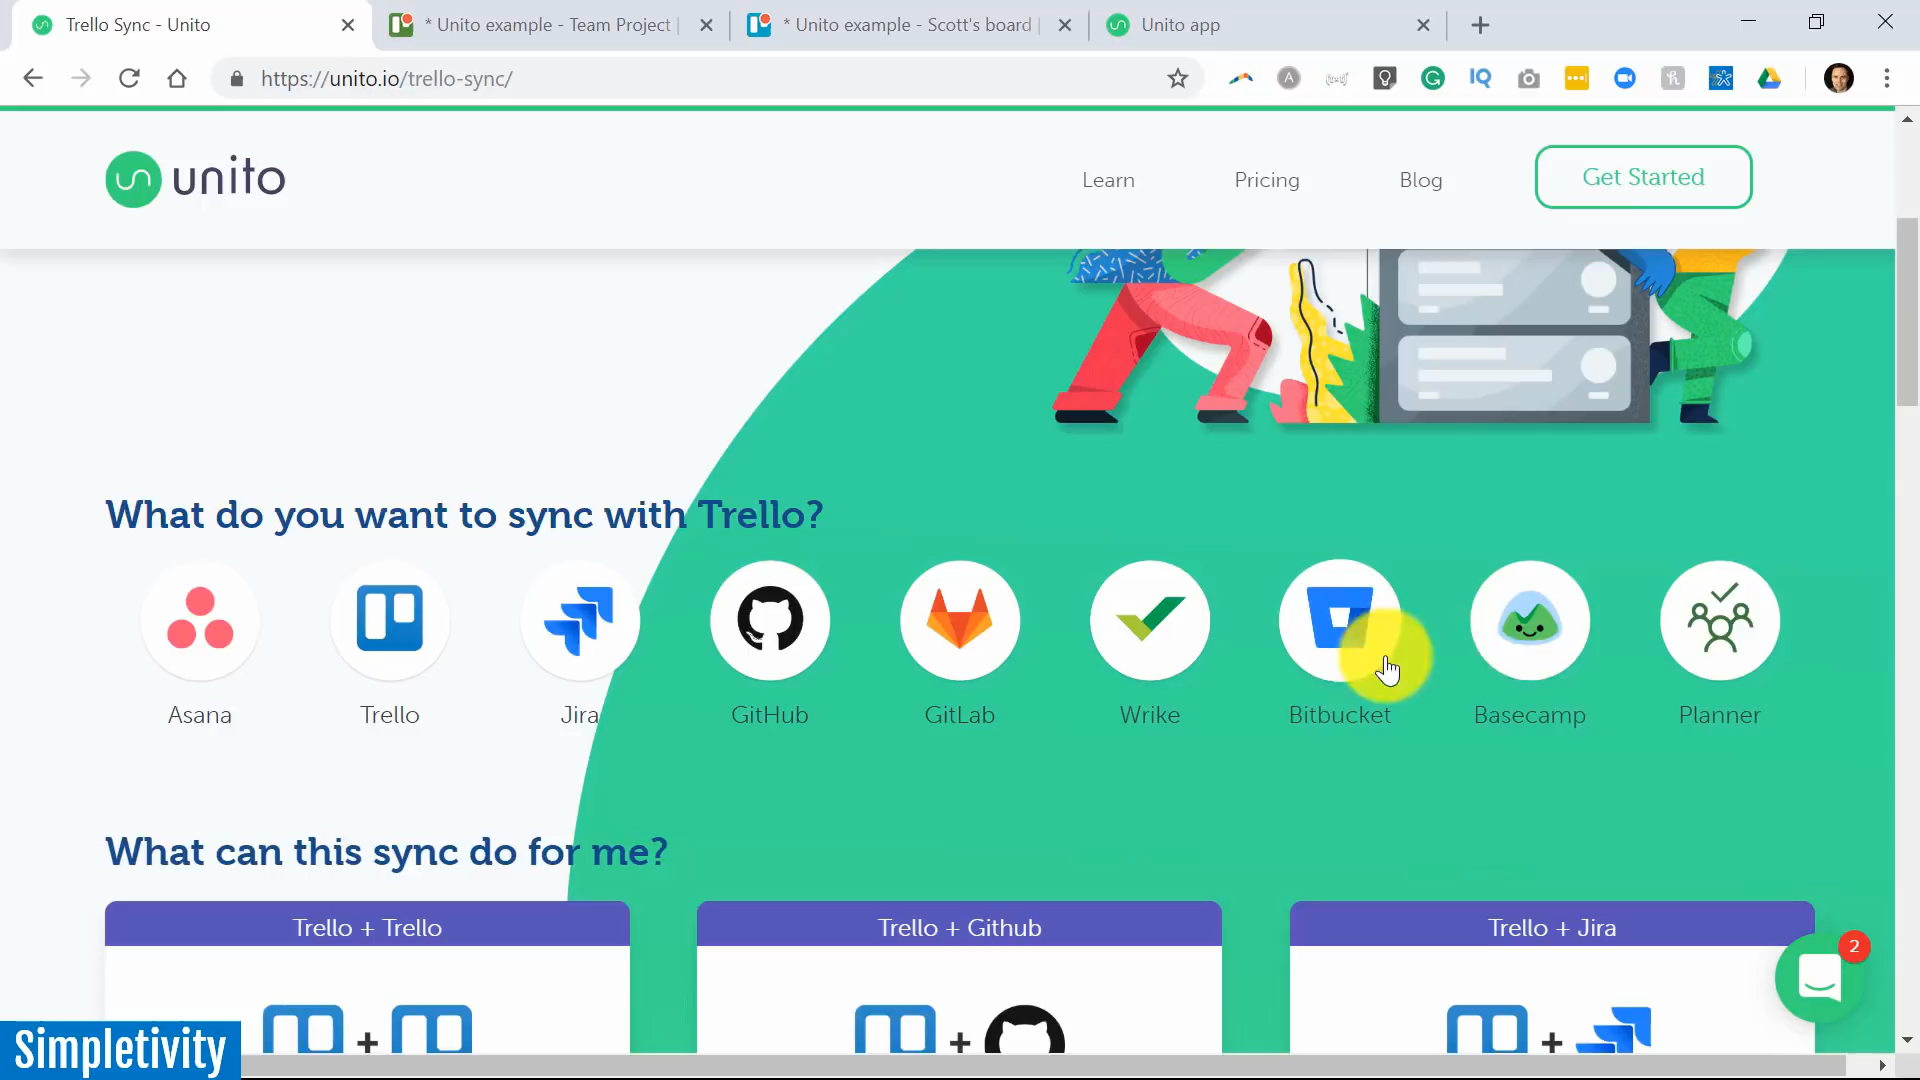 Trello Sync - Unito
* Unito example - Team Project |
* Unito example - Scott's board |
Unito app
https://unito.io/trello-sync/
unito
Learn
Pricing
Blog
Get Started
What do you want to sync with Trello?
Asana
Trello
Jira
GitHub
GitLab
Wrike
Bitbucket
Basecamp
Planner
What can this sync do for me?
Trello + Trello
Trello + Github
Trello + Jira
+
+
+
2
Simpletivity